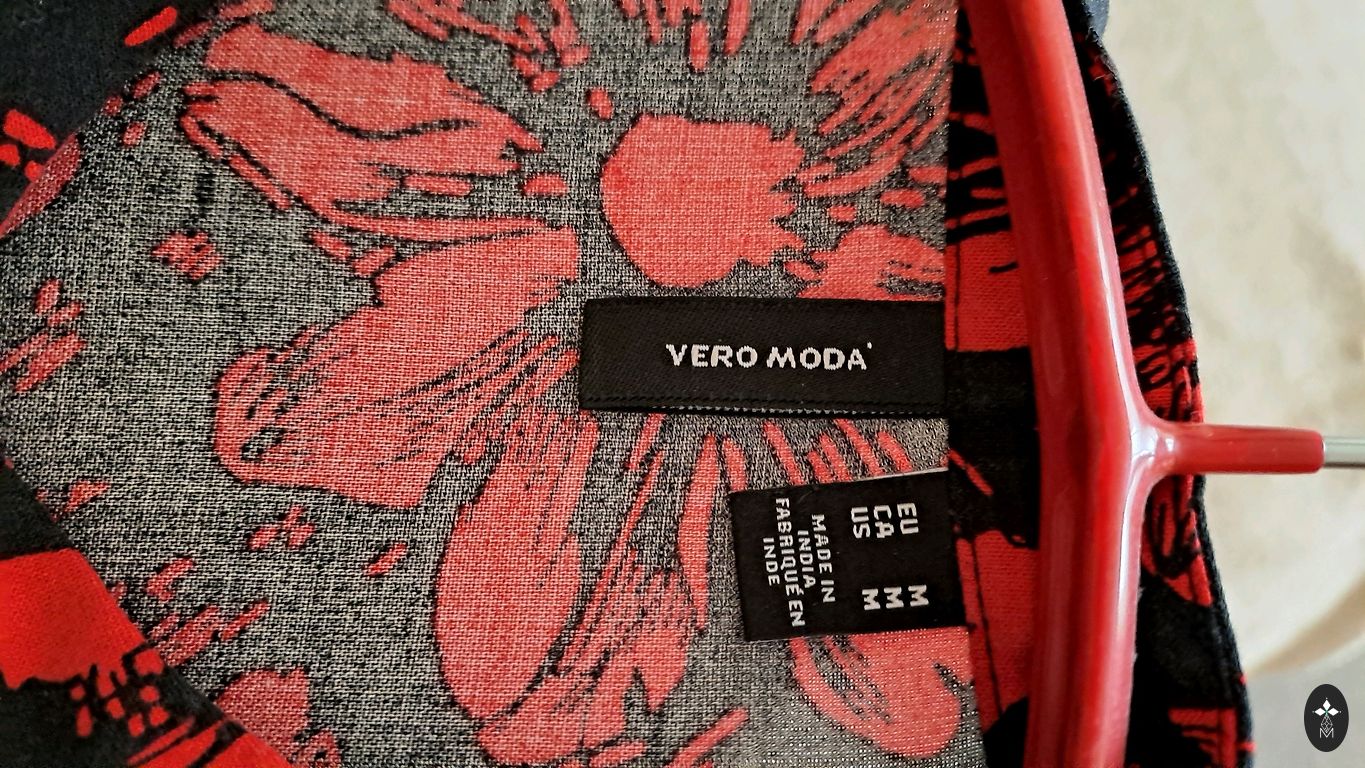 VERO MODA
EU M
CA M
US M
MADE IN
INDIA
FABRIQUÉ EN
INDE
M